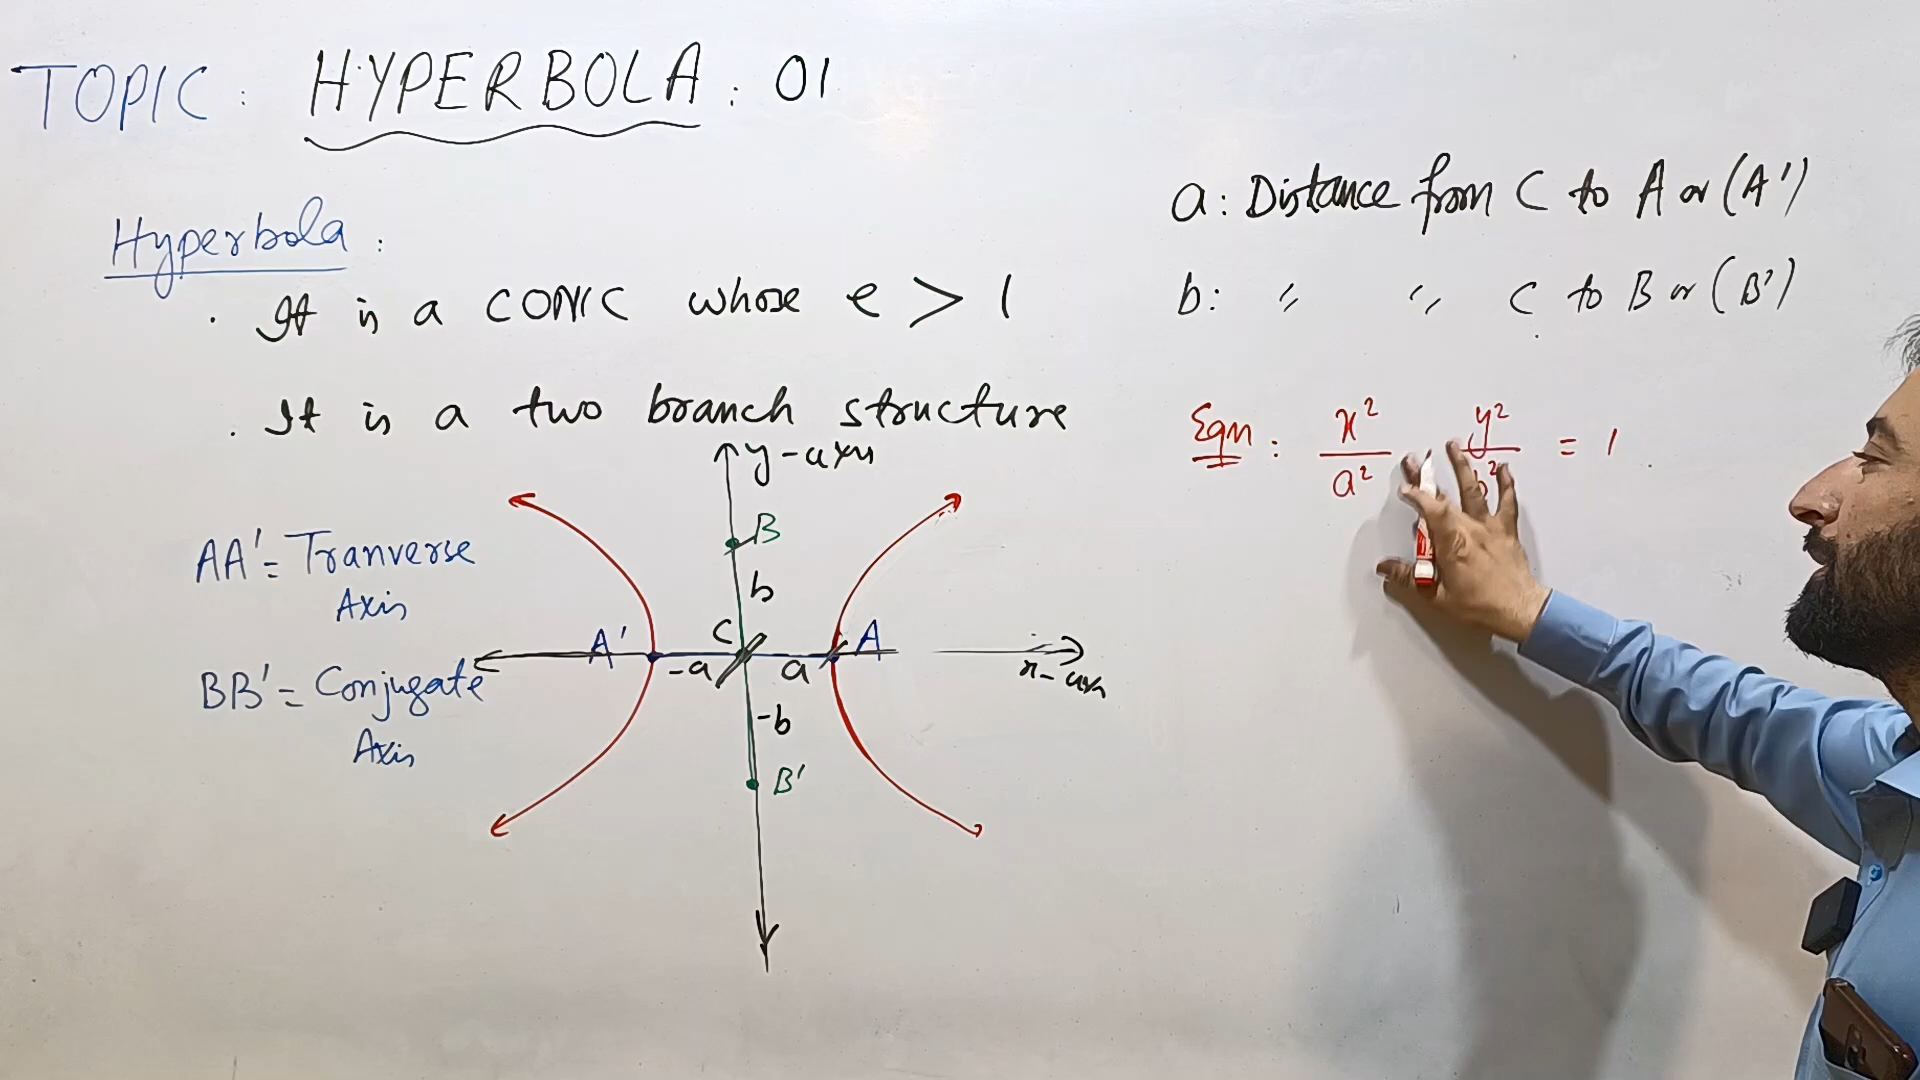 TOPIC : HYPERBOLA : 01
Hyperbola :
. It is a CONIC whose e > 1
. It is a two branch structure
AA' = Tranverse
Axis
BB' = Conjugate
Axis
y-axis
B
b
C
A'
A
-a
a
x-axis
-b
B'
a : Distance from C to A or (A')
b : " " C to B or (B')
Eqn : x²/a² y²/b² = 1